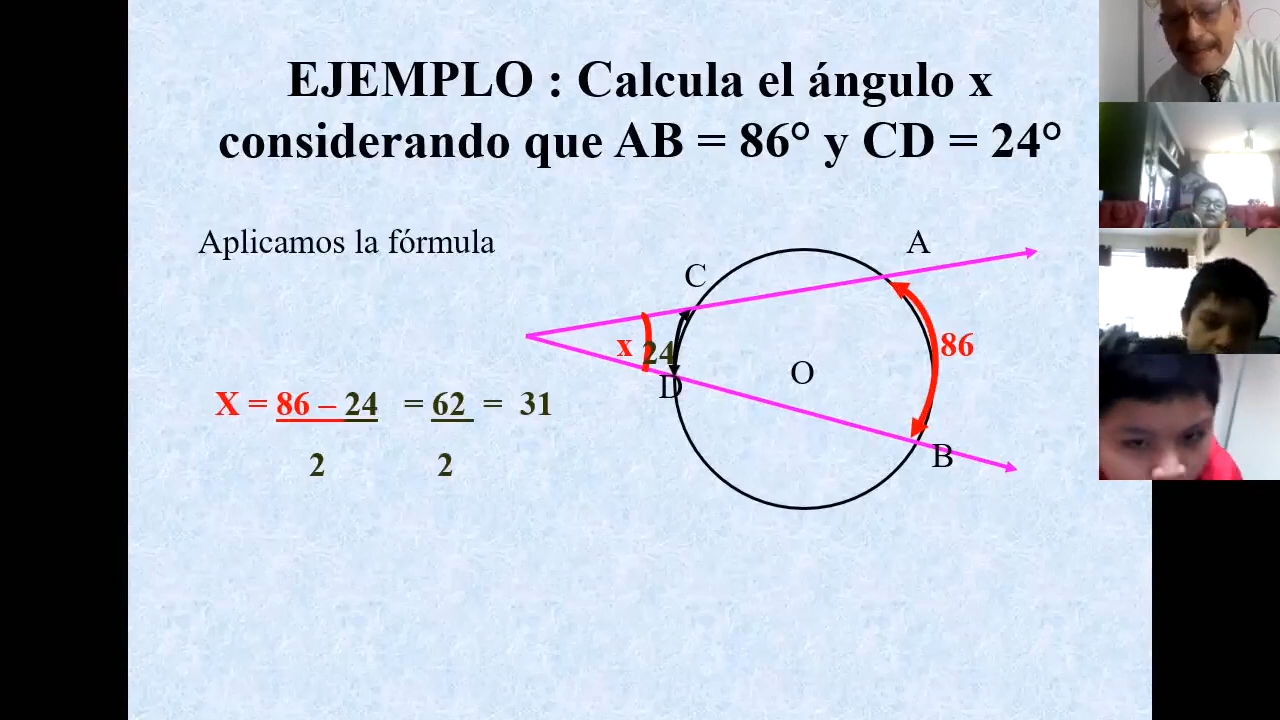 EJEMPLO : Calcula el ángulo x
considerando que AB = 86° y CD = 24°
Aplicamos la fórmula
A
C
x
24
86
O
D
B
X = 86 – 24 = 62 = 31
2 2